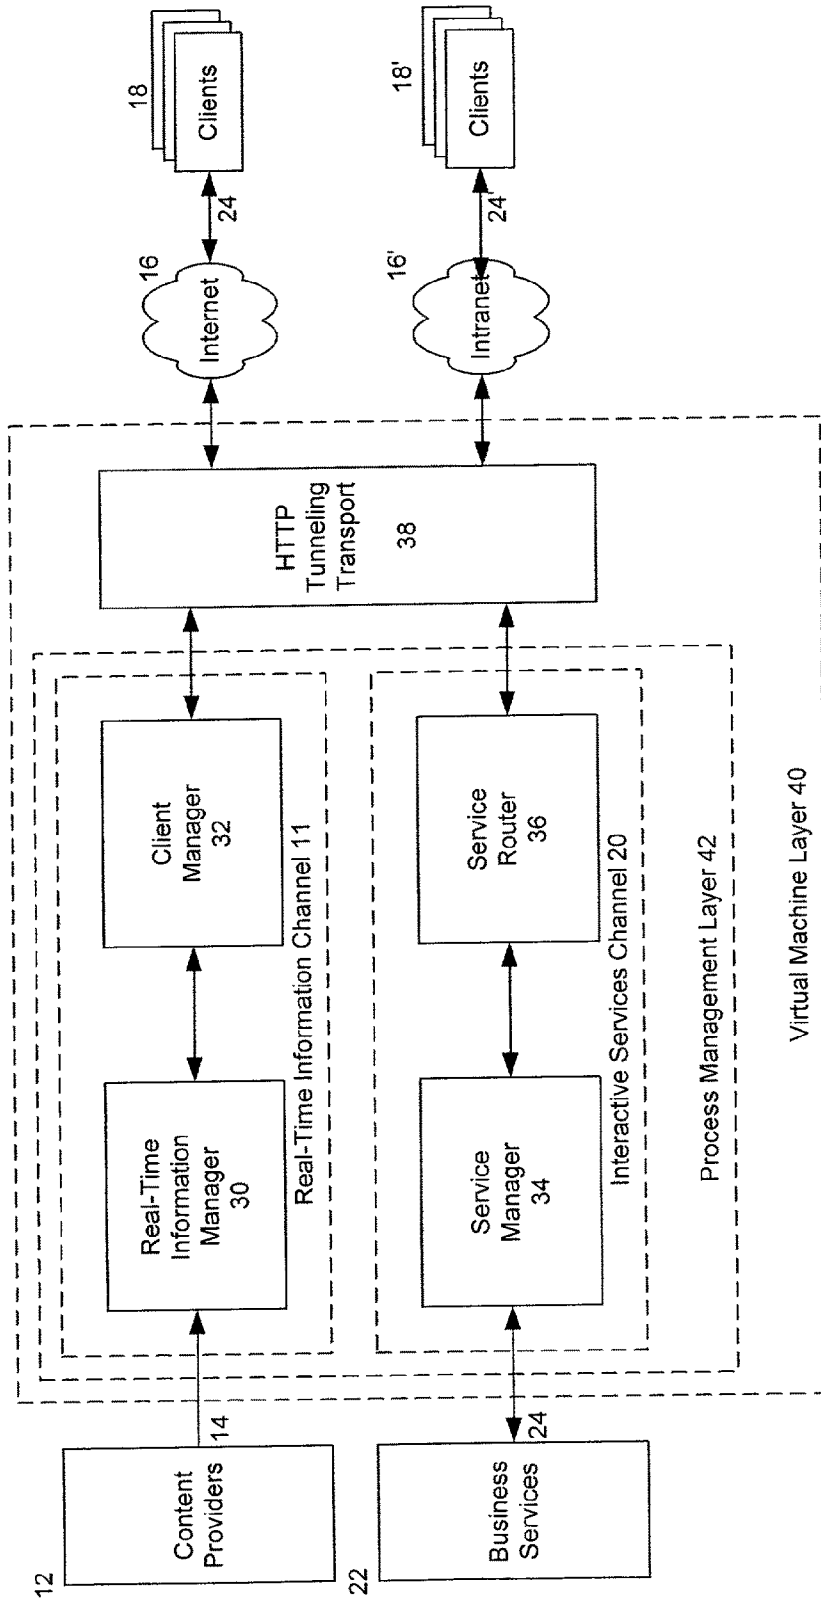 12
Content
Providers
14
22
Business
Services
24
Real-Time
Information
Manager
30
Client
Manager
32
Real-Time Information Channel 11
Service
Manager
34
Service
Router
36
Interactive Services Channel 20
Process Management Layer 42
Virtual Machine Layer 40
HTTP
Tunneling
Transport
38
16
Internet
24
18
Clients
16'
Intranet
24'
18'
Clients